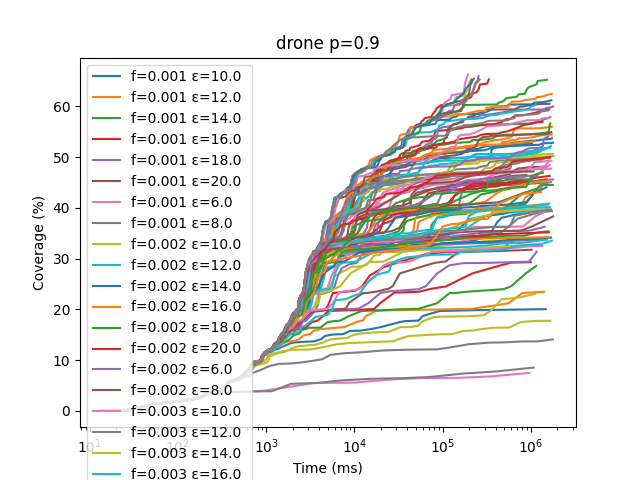 drone p=0.9
Coverage (%)
60
50
40
30
20
10
0
f=0.001 ε=10.0
f=0.001 ε=12.0
f=0.001 ε=14.0
f=0.001 ε=16.0
f=0.001 ε=18.0
f=0.001 ε=20.0
f=0.001 ε=6.0
f=0.001 ε=8.0
f=0.002 ε=10.0
f=0.002 ε=12.0
f=0.002 ε=14.0
f=0.002 ε=16.0
f=0.002 ε=18.0
f=0.002 ε=20.0
f=0.002 ε=6.0
f=0.002 ε=8.0
f=0.003 ε=10.0
f=0.003 ε=12.0
f=0.003 ε=14.0
f=0.003 ε=16.0
10¹ 10² 10³ 10⁴ 10⁵ 10⁶
Time (ms)